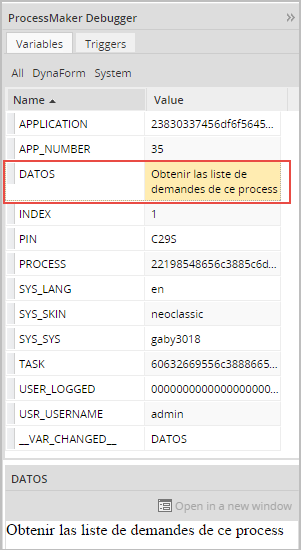 ProcessMaker Debugger
Variables Triggers
All DynaForm System
Name Value
APPLICATION 23830337456df6f5645...
APP_NUMBER 35
DATOS Obtenir las liste de
demandes de ce process
INDEX 1
PIN C29S
PROCESS 22198548656c3885c6d...
SYS_LANG en
SYS_SKIN neoclassic
SYS_SYS gaby3018
TASK 60632669556c3888665...
USER_LOGGED 0000000000000000000...
USR_USERNAME admin
__VAR_CHANGED__ DATOS
DATOS
Open in a new window
Obtenir las liste de demandes de ce process